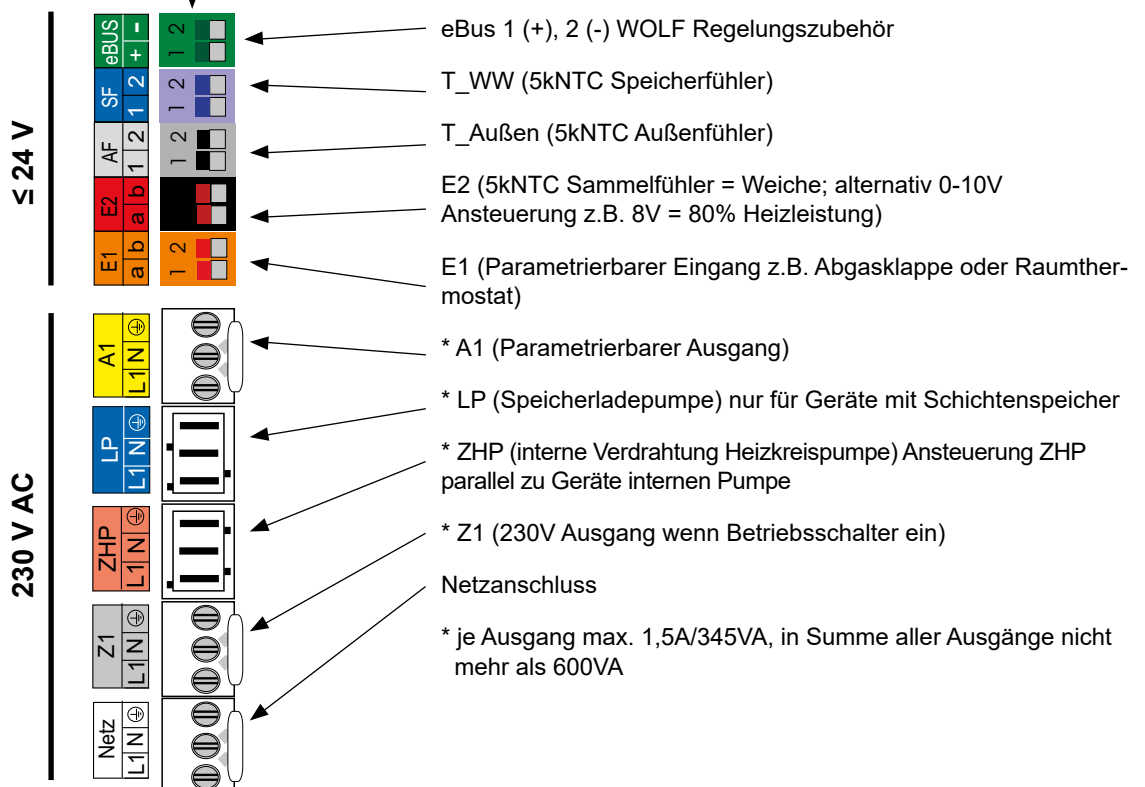 ≤ 24 V
eBUS + -
1 2
eBus 1 (+), 2 (-) WOLF Regelungszubehör
SF 1 2
1 2
T_WW (5kNTC Speicherfühler)
AF 1 2
1 2
T_Außen (5kNTC Außenfühler)
E2 a b
E2 (5kNTC Sammelfühler = Weiche; alternativ 0-10V
Ansteuerung z.B. 8V = 80% Heizleistung)
E1 a b
1 2
E1 (Parametrierbarer Eingang z.B. Abgasklappe oder Raumther-
mostat)
230 V AC
A1
L1 N
* A1 (Parametrierbarer Ausgang)
LP
L1 N
* LP (Speicherladepumpe) nur für Geräte mit Schichtenspeicher
ZHP
L1 N
* ZHP (interne Verdrahtung Heizkreispumpe) Ansteuerung ZHP
parallel zu Geräte internen Pumpe
Z1
L1 N
* Z1 (230V Ausgang wenn Betriebsschalter ein)
Netz
L1 N
Netzanschluss
* je Ausgang max. 1,5A/345VA, in Summe aller Ausgänge nicht
mehr als 600VA